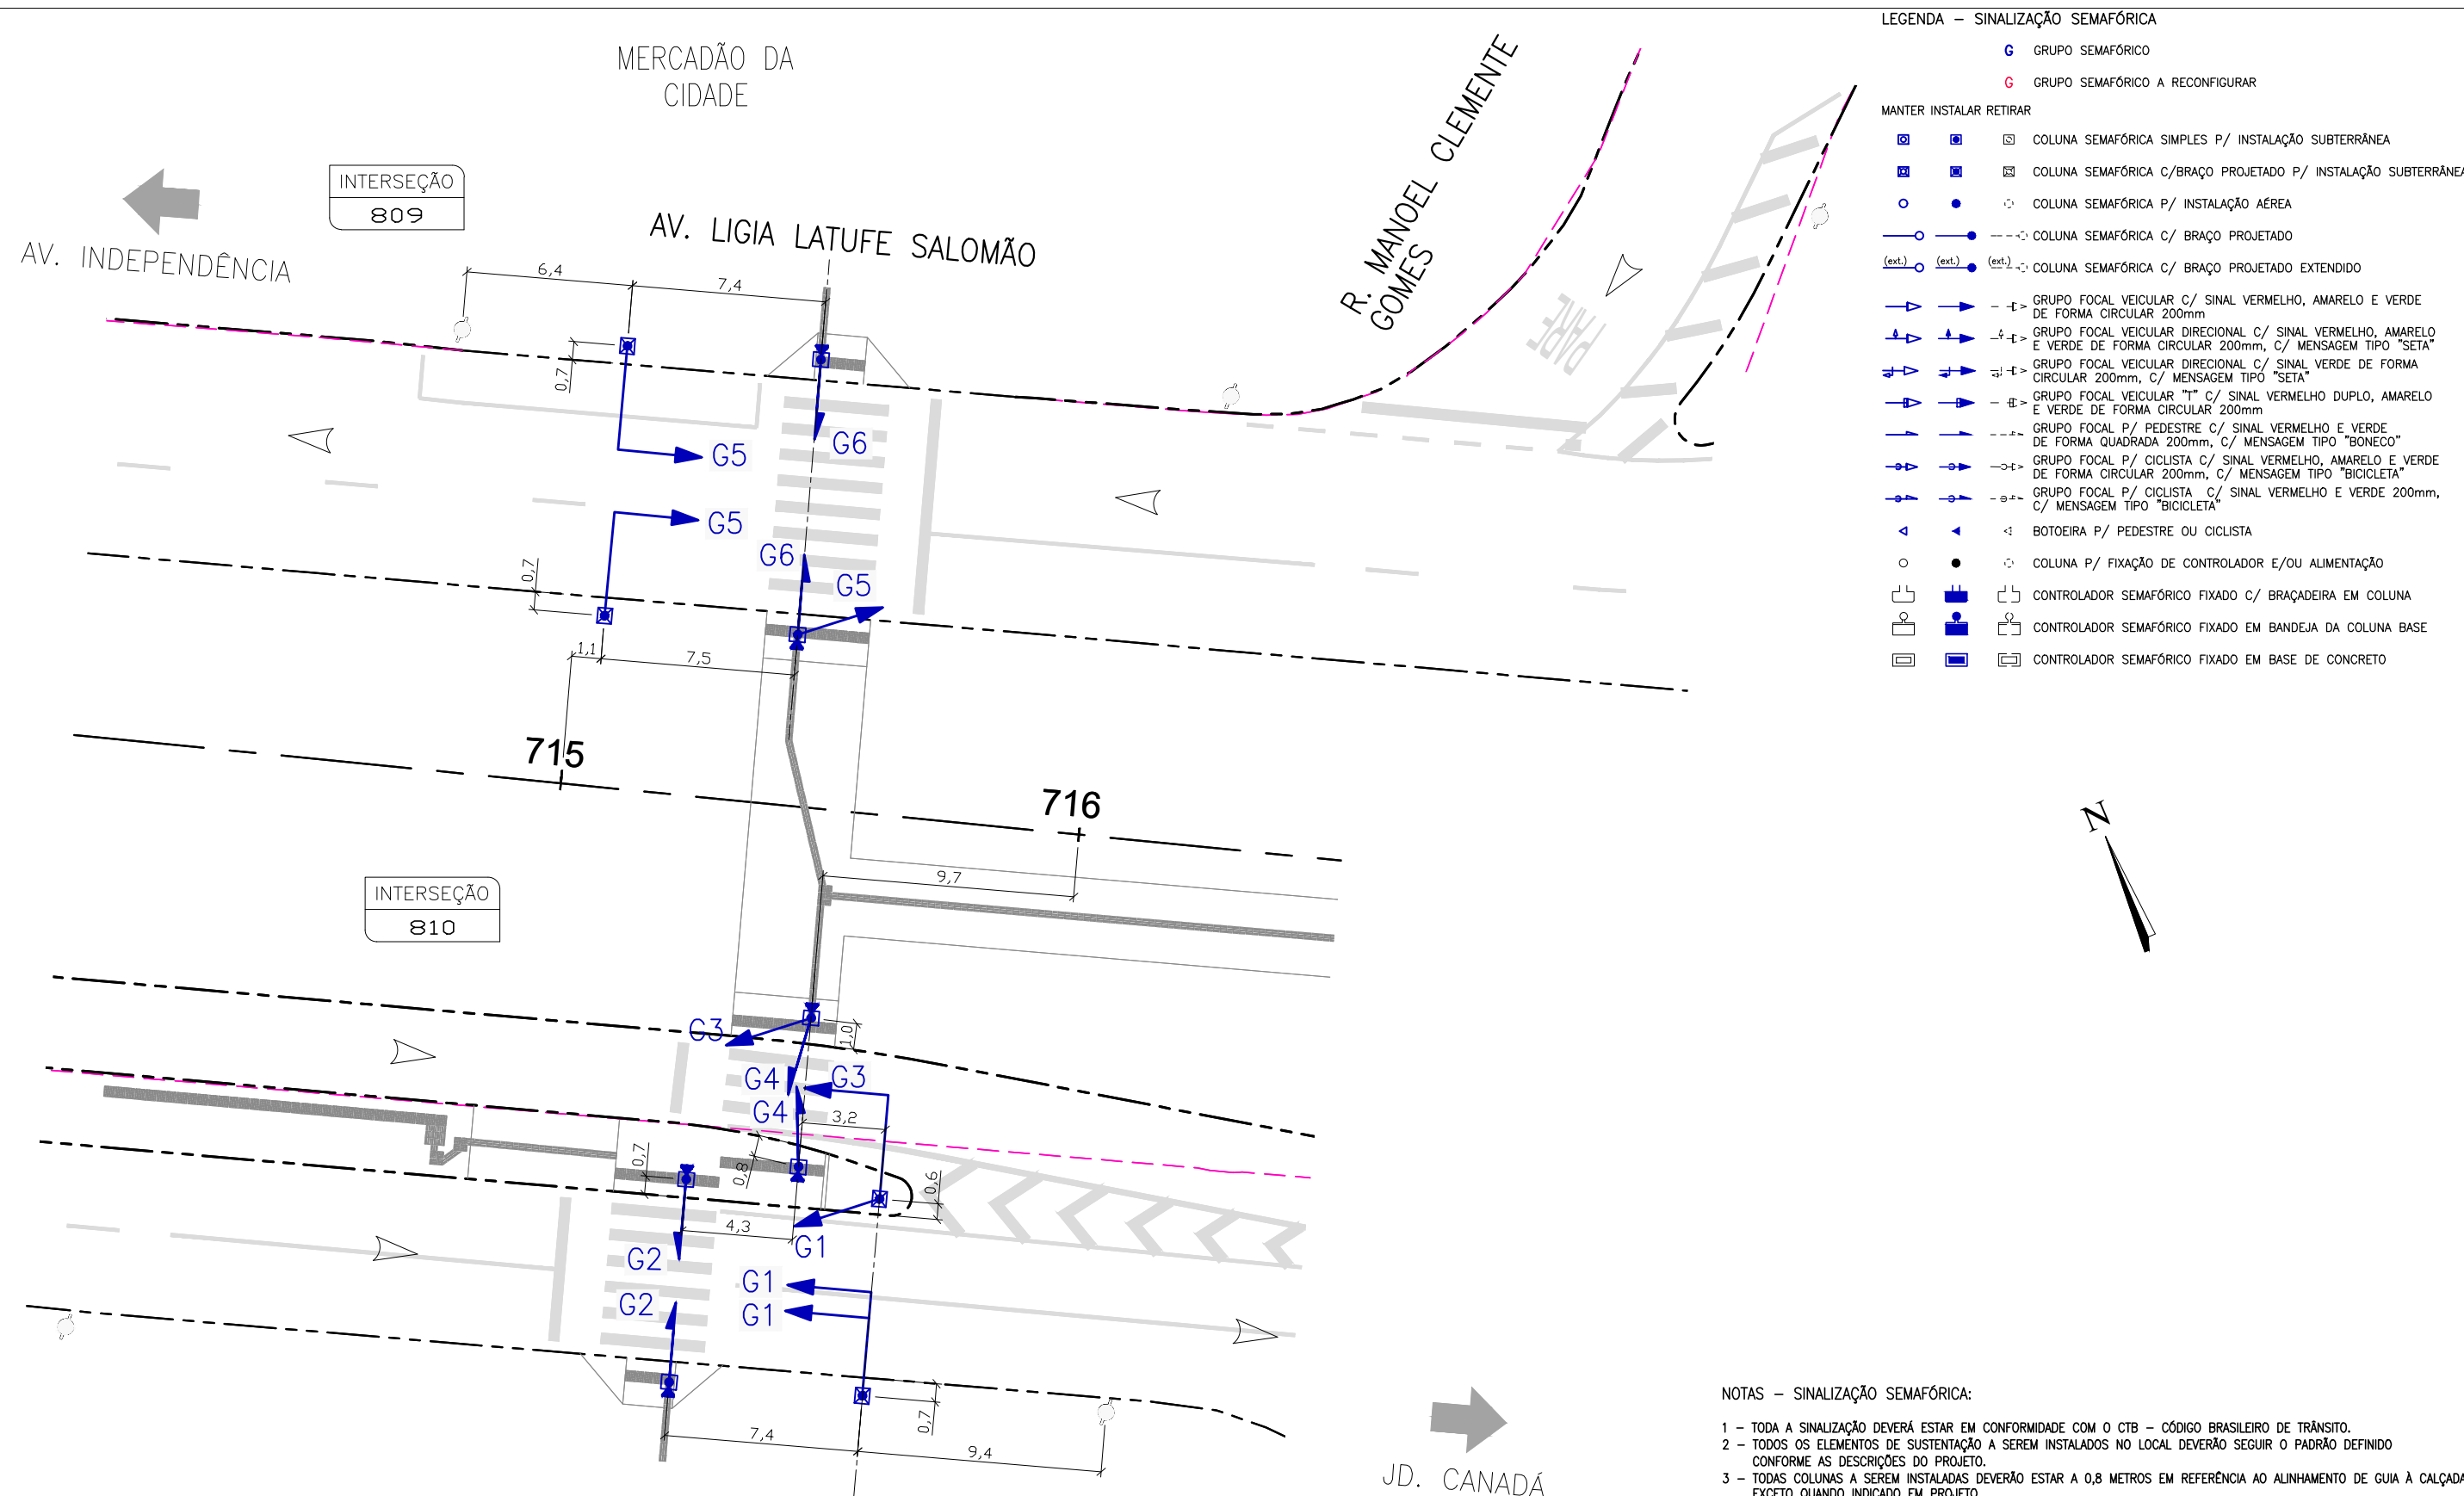 MERCADÃO DA
CIDADE
INTERSEÇÃO
809
AV. INDEPENDÊNCIA
AV. LIGIA LATUFE SALOMÃO
R. MANOEL CLEMENTE
GOMES
PARE
6,4
7,4
0,7
G6
G5
G5
G6
G5
0,7
1,1
7,5
715
716
9,7
INTERSEÇÃO
810
G3
1,0
G4
G3
G4
3,2
0,7
0,8
0,6
4,3
G1
G2
G1
G2
G1
0,7
7,4
9,4
JD. CANADÁ
N
LEGENDA – SINALIZAÇÃO SEMAFÓRICA
G GRUPO SEMAFÓRICO
G GRUPO SEMAFÓRICO A RECONFIGURAR
MANTER INSTALAR RETIRAR
COLUNA SEMAFÓRICA SIMPLES P/ INSTALAÇÃO SUBTERRÂNEA
COLUNA SEMAFÓRICA C/BRAÇO PROJETADO P/ INSTALAÇÃO SUBTERRÂNEA
COLUNA SEMAFÓRICA P/ INSTALAÇÃO AÉREA
COLUNA SEMAFÓRICA C/ BRAÇO PROJETADO
(ext.) (ext.) (ext.) COLUNA SEMAFÓRICA C/ BRAÇO PROJETADO EXTENDIDO
GRUPO FOCAL VEICULAR C/ SINAL VERMELHO, AMARELO E VERDE
DE FORMA CIRCULAR 200mm
GRUPO FOCAL VEICULAR DIRECIONAL C/ SINAL VERMELHO, AMARELO
E VERDE DE FORMA CIRCULAR 200mm, C/ MENSAGEM TIPO "SETA"
GRUPO FOCAL VEICULAR DIRECIONAL C/ SINAL VERDE DE FORMA
CIRCULAR 200mm, C/ MENSAGEM TIPO "SETA"
GRUPO FOCAL VEICULAR "T" C/ SINAL VERMELHO DUPLO, AMARELO
E VERDE DE FORMA CIRCULAR 200mm
GRUPO FOCAL P/ PEDESTRE C/ SINAL VERMELHO E VERDE
DE FORMA QUADRADA 200mm, C/ MENSAGEM TIPO "BONECO"
GRUPO FOCAL P/ CICLISTA C/ SINAL VERMELHO, AMARELO E VERDE
DE FORMA CIRCULAR 200mm, C/ MENSAGEM TIPO "BICICLETA"
GRUPO FOCAL P/ CICLISTA C/ SINAL VERMELHO E VERDE 200mm,
C/ MENSAGEM TIPO "BICICLETA"
BOTOEIRA P/ PEDESTRE OU CICLISTA
COLUNA P/ FIXAÇÃO DE CONTROLADOR E/OU ALIMENTAÇÃO
CONTROLADOR SEMAFÓRICO FIXADO C/ BRAÇADEIRA EM COLUNA
CONTROLADOR SEMAFÓRICO FIXADO EM BANDEJA DA COLUNA BASE
CONTROLADOR SEMAFÓRICO FIXADO EM BASE DE CONCRETO
NOTAS – SINALIZAÇÃO SEMAFÓRICA:
1 – TODA A SINALIZAÇÃO DEVERÁ ESTAR EM CONFORMIDADE COM O CTB – CÓDIGO BRASILEIRO DE TRÂNSITO.
2 – TODOS OS ELEMENTOS DE SUSTENTAÇÃO A SEREM INSTALADOS NO LOCAL DEVERÃO SEGUIR O PADRÃO DEFINIDO
CONFORME AS DESCRIÇÕES DO PROJETO.
3 – TODAS COLUNAS A SEREM INSTALADAS DEVERÃO ESTAR A 0,8 METROS EM REFERÊNCIA AO ALINHAMENTO DE GUIA À CALÇADA
EXCETO QUANDO INDICADO EM PROJETO